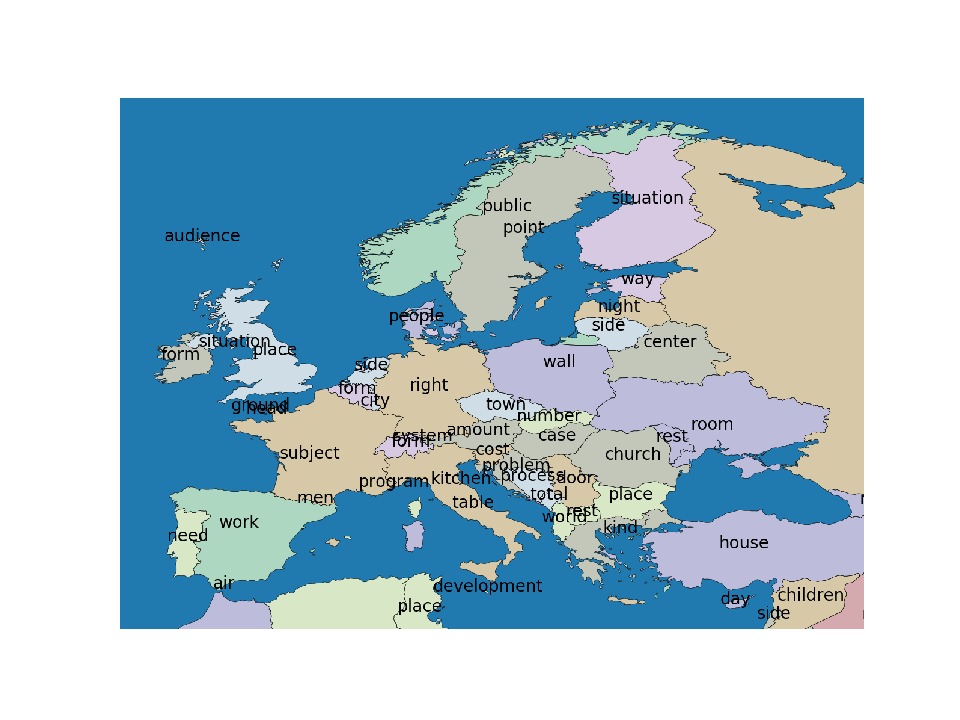 situation
public
point
audience
way
night
people
side
situation
center
place
form
wall
side
right
form
city
town
ground
head
number
room
amount
system
case
rest
form
cost
subject
church
problem
process
door
program
kitchen
total
place
men
table
rest
world
work
kind
need
house
air
development
children
day
place
side